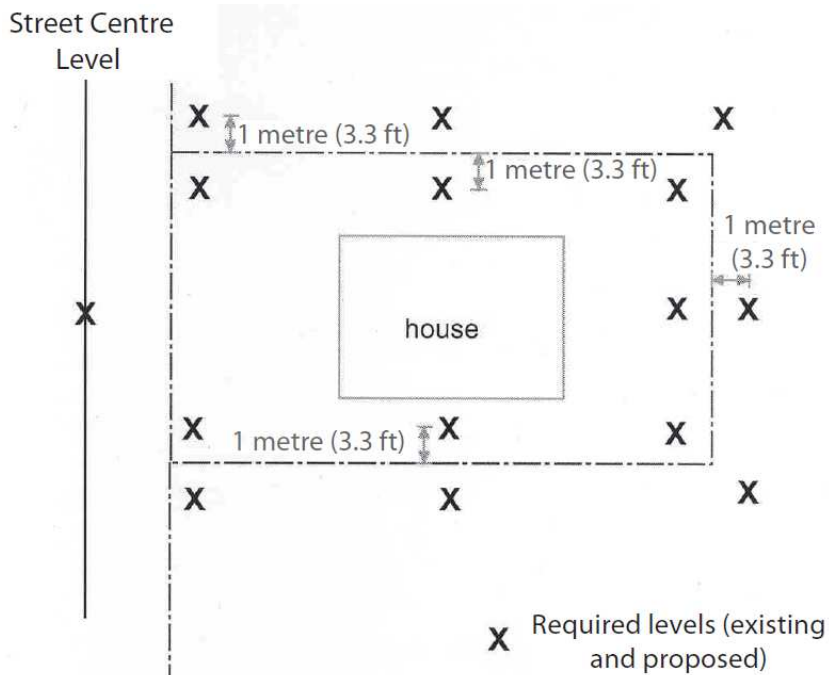 Street Centre
Level
X
X
X
1 metre (3.3 ft)
1 metre (3.3 ft)
X
X
X
1 metre
(3.3 ft)
X
house
X
X
X
X
X
1 metre (3.3 ft)
X
X
X
X
Required levels (existing
and proposed)